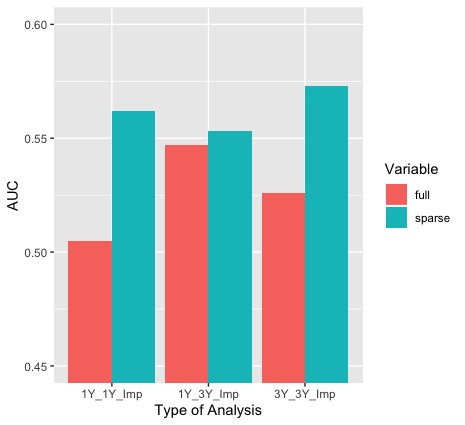 0.60
0.55
0.50
0.45
AUC
1Y_1Y_Imp 1Y_3Y_Imp 3Y_3Y_Imp
Type of Analysis
Variable
full
sparse